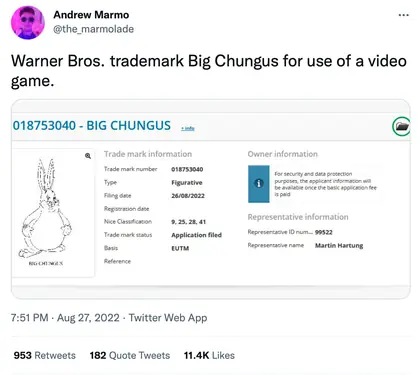 Andrew Marmo
@the_marmolade
Warner Bros. trademark Big Chungus for use of a video
game.
018753040 - BIG CHUNGUS + info
Trade mark information
Trade mark number 018753040
Type Figurative
Filing date 26/08/2022
Registration date
Nice Classification 9, 25, 28, 41
Trade mark status Application filed
Basis EUTM
Reference
BIG CHUNGUS
Owner information
For security and data protection
purposes, the applicant information will
be available once the basic application fee
is paid
Representative information
Representative ID num... 99522
Representative name Martin Hartung
7:51 PM · Aug 27, 2022 · Twitter Web App
953 Retweets 182 Quote Tweets 11.4K Likes